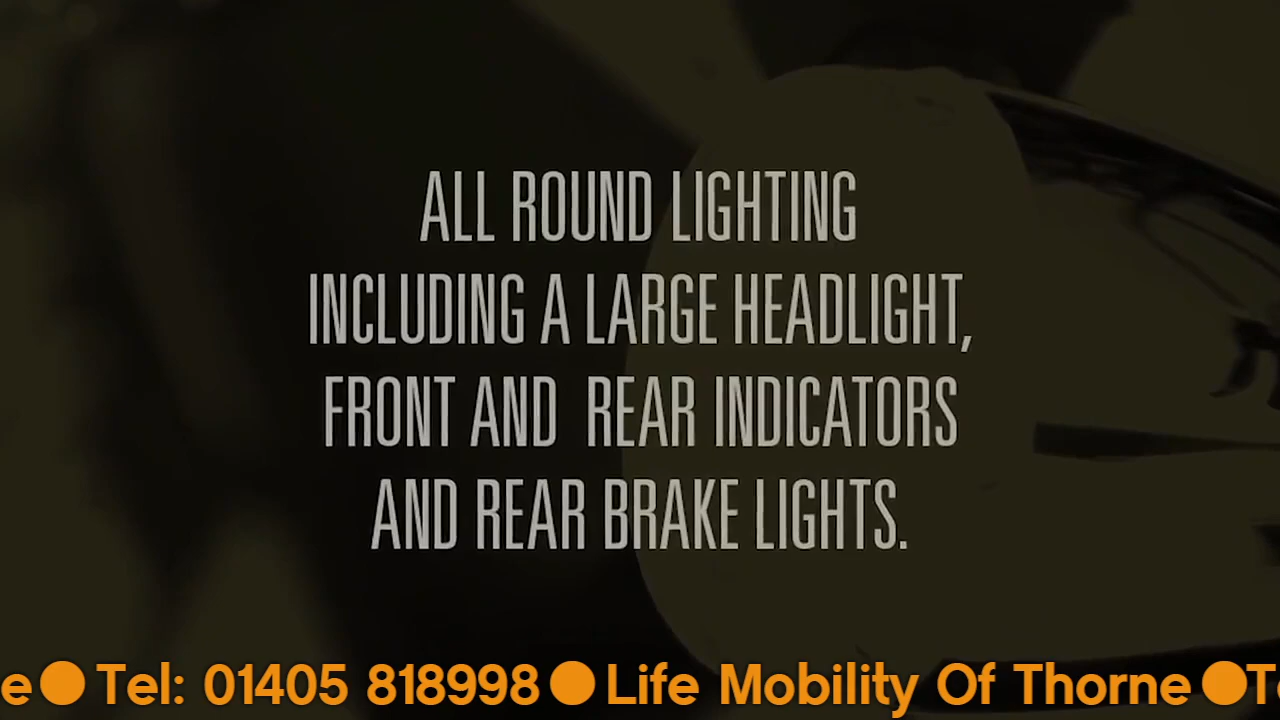 ALL ROUND LIGHTING
INCLUDING A LARGE HEADLIGHT,
FRONT AND  REAR INDICATORS
AND REAR BRAKE LIGHTS.
e●Tel: 01405 818998●Life Mobility Of Thorne●T